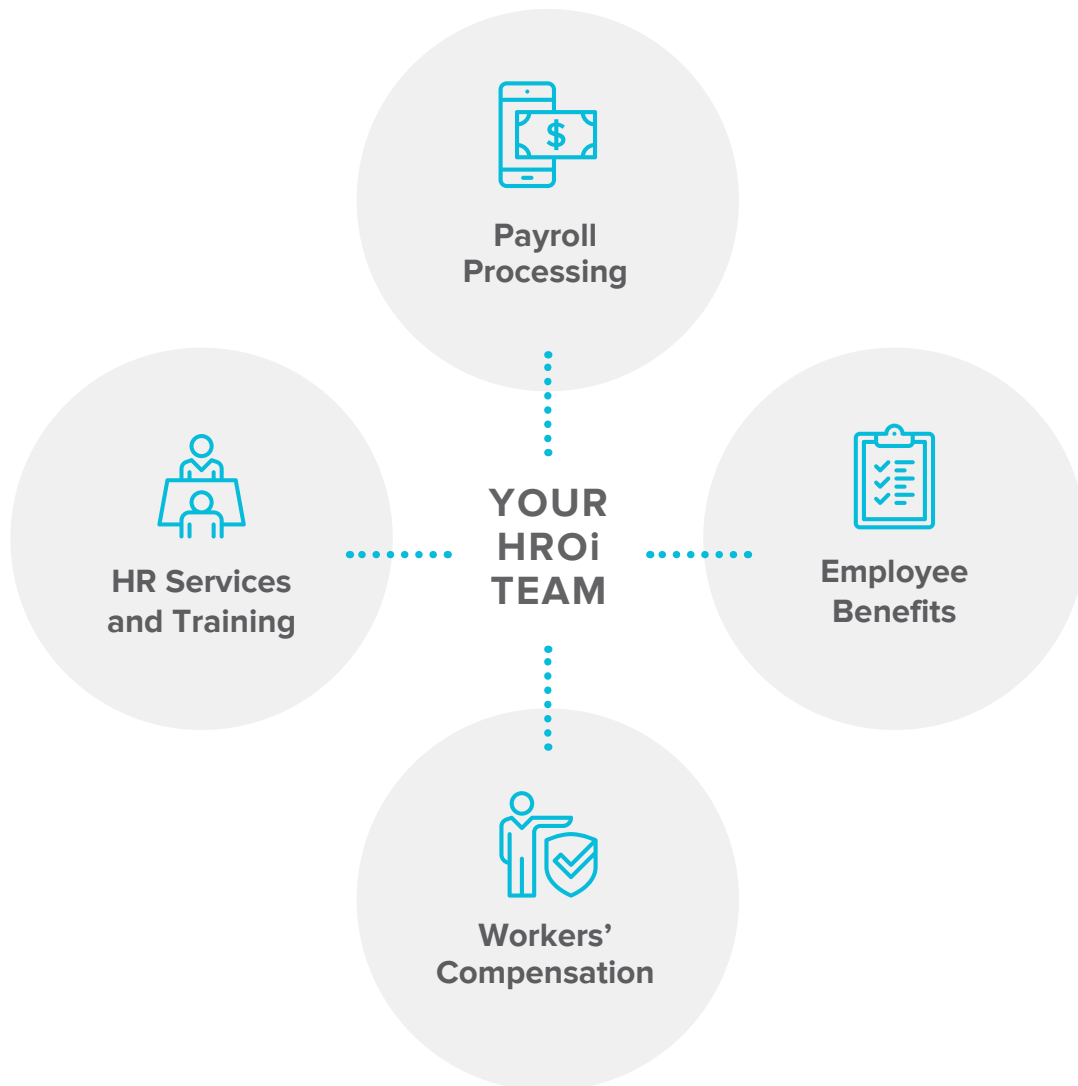 $
Payroll
Processing
HR Services
and Training
YOUR
HROi
TEAM
Employee
Benefits
Workers’
Compensation